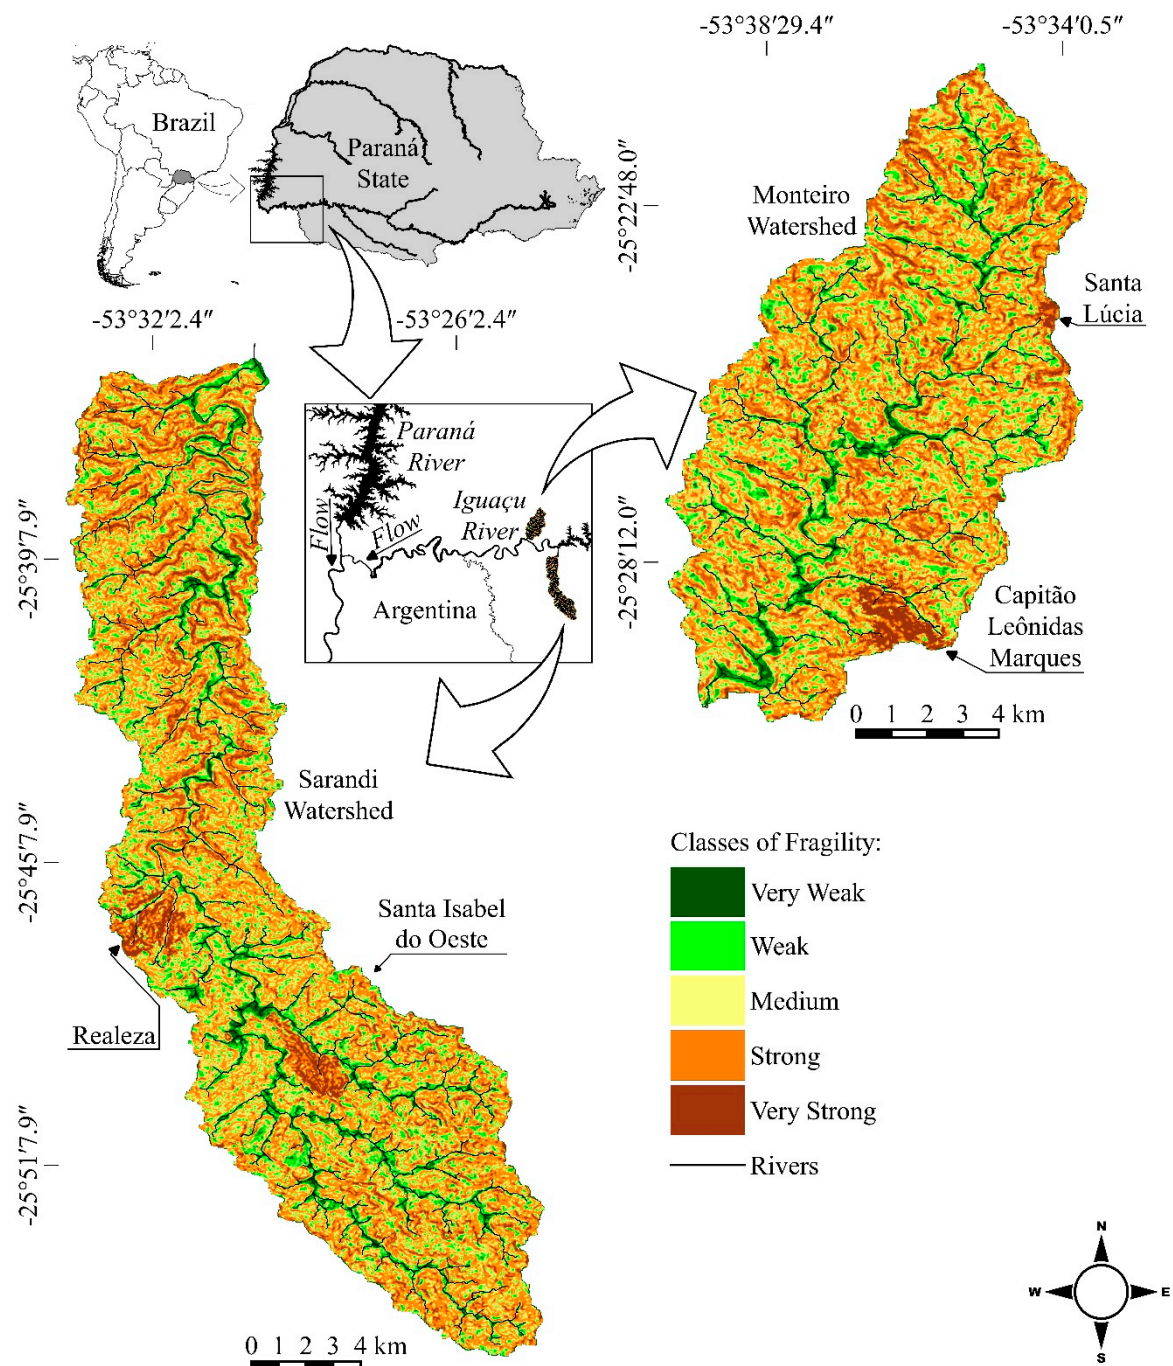 -53°38′29.4″
-53°34′0.5″
Brazil
Paraná
State
-25°22′48.0″
Monteiro
Watershed
Santa
Lúcia
-53°32′2.4″
-53°26′2.4″
Paraná
River
Iguaçu
River
Flow
Flow
Argentina
-25°39′7.9″
-25°28′12.0″
Capitão
Leônidas
Marques
0 1 2 3 4 km
Sarandi
Watershed
-25°45′7.9″
Santa Isabel
do Oeste
Realeza
-25°51′7.9″
Classes of Fragility:
Very Weak
Weak
Medium
Strong
Very Strong
Rivers
0 1 2 3 4 km
N
W
E
S